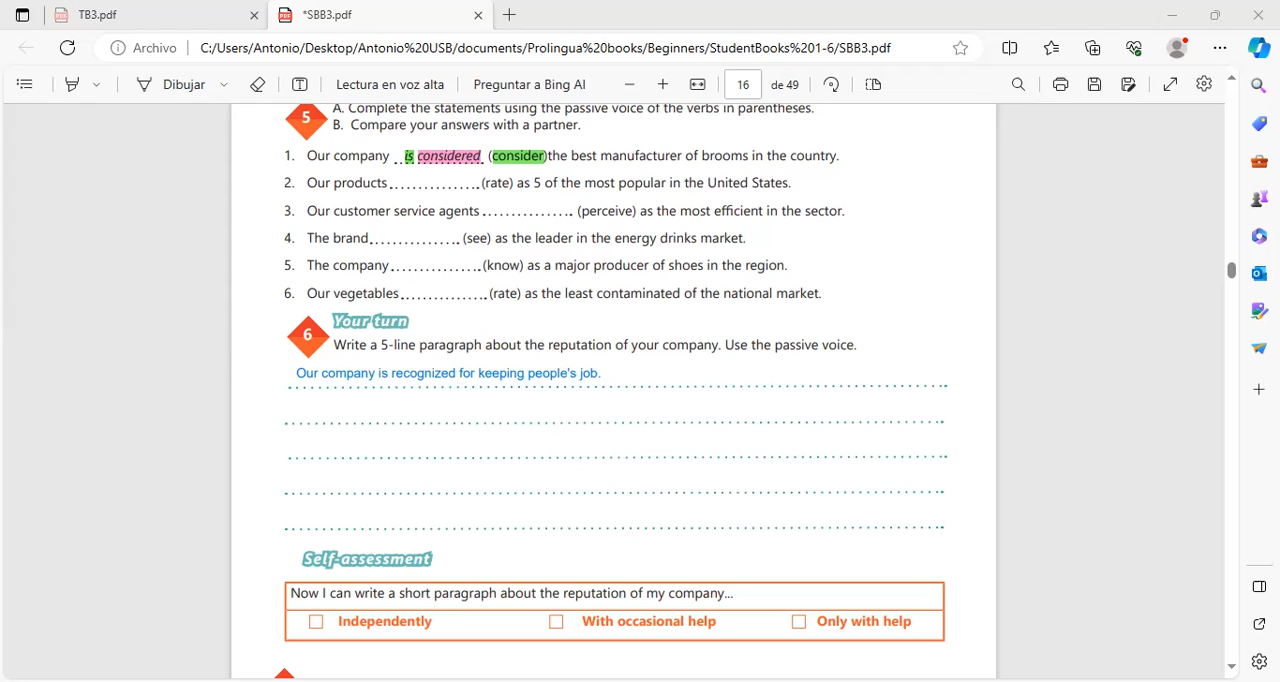 TB3.pdf
*SBB3.pdf
Archivo
C:/Users/Antonio/Desktop/Antonio%20USB/documents/Prolingua%20books/Beginners/StudentBooks%201-6/SBB3.pdf
Dibujar
Lectura en voz alta
Preguntar a Bing AI
16
de 49
5
A. Complete the statements using the passive voice of the verbs in parentheses.
B. Compare your answers with a partner.
1. Our company ..is considered. (consider)the best manufacturer of brooms in the country.
2. Our products...............(rate) as 5 of the most popular in the United States.
3. Our customer service agents............... (perceive) as the most efficient in the sector.
4. The brand...............(see) as the leader in the energy drinks market.
5. The company...............(know) as a major producer of shoes in the region.
6. Our vegetables...............(rate) as the least contaminated of the national market.
6
Your turn
Write a 5-line paragraph about the reputation of your company. Use the passive voice.
Our company is recognized for keeping people's job.
Self-assessment
Now I can write a short paragraph about the reputation of my company...
Independently
With occasional help
Only with help